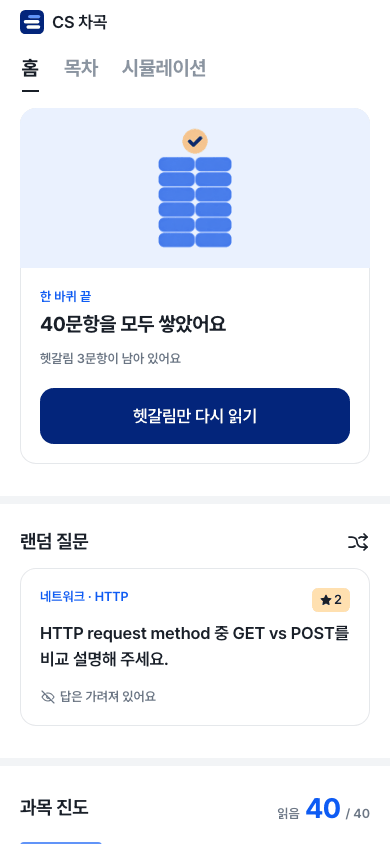 CS 차곡
홈 목차 시뮬레이션
한 바퀴 끝
40문항을 모두 쌓았어요
헷갈림 3문항이 남아 있어요
헷갈림만 다시 읽기
랜덤 질문
네트워크 · HTTP ★ 2
HTTP request method 중 GET vs POST를
비교 설명해 주세요.
답은 가려져 있어요
과목 진도 읽음 40 / 40